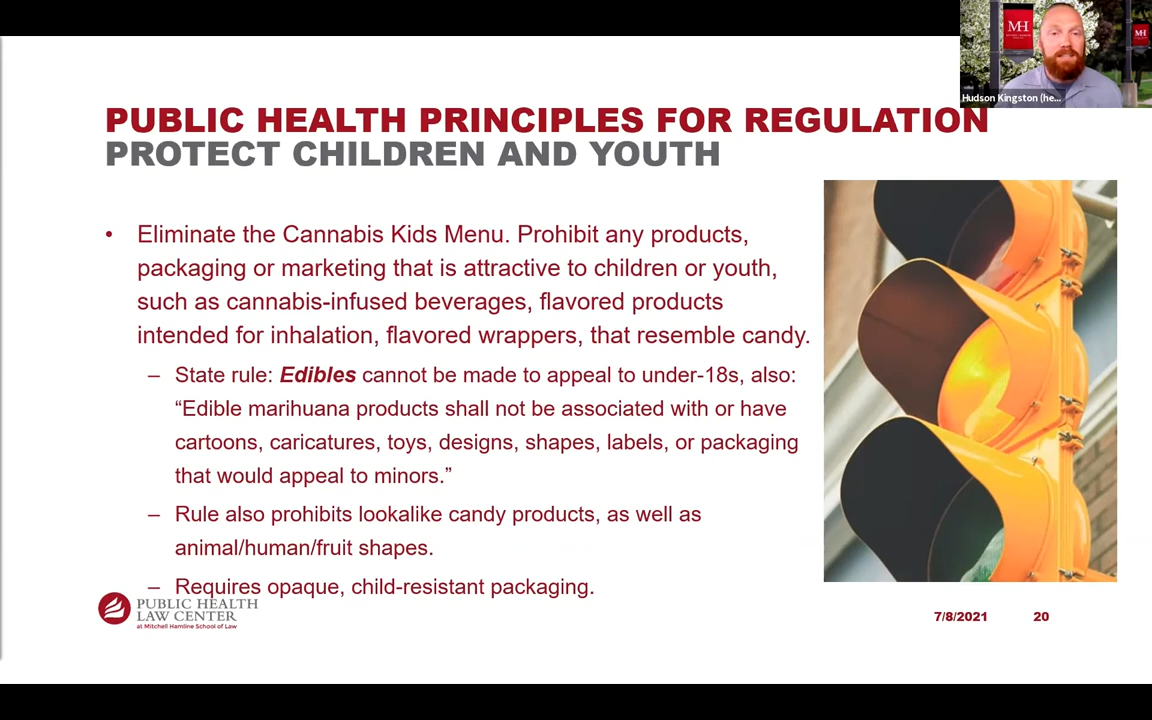 MH
MH
Hudson Kingston (he...
PUBLIC HEALTH PRINCIPLES FOR REGULATION
PROTECT CHILDREN AND YOUTH
• Eliminate the Cannabis Kids Menu. Prohibit any products,
packaging or marketing that is attractive to children or youth,
such as cannabis-infused beverages, flavored products
intended for inhalation, flavored wrappers, that resemble candy.
– State rule: Edibles cannot be made to appeal to under-18s, also:
“Edible marihuana products shall not be associated with or have
cartoons, caricatures, toys, designs, shapes, labels, or packaging
that would appeal to minors.”
– Rule also prohibits lookalike candy products, as well as
animal/human/fruit shapes.
– Requires opaque, child-resistant packaging.
PUBLIC HEALTH
LAW CENTER
at Mitchell Hamline School of Law
7/8/2021
20